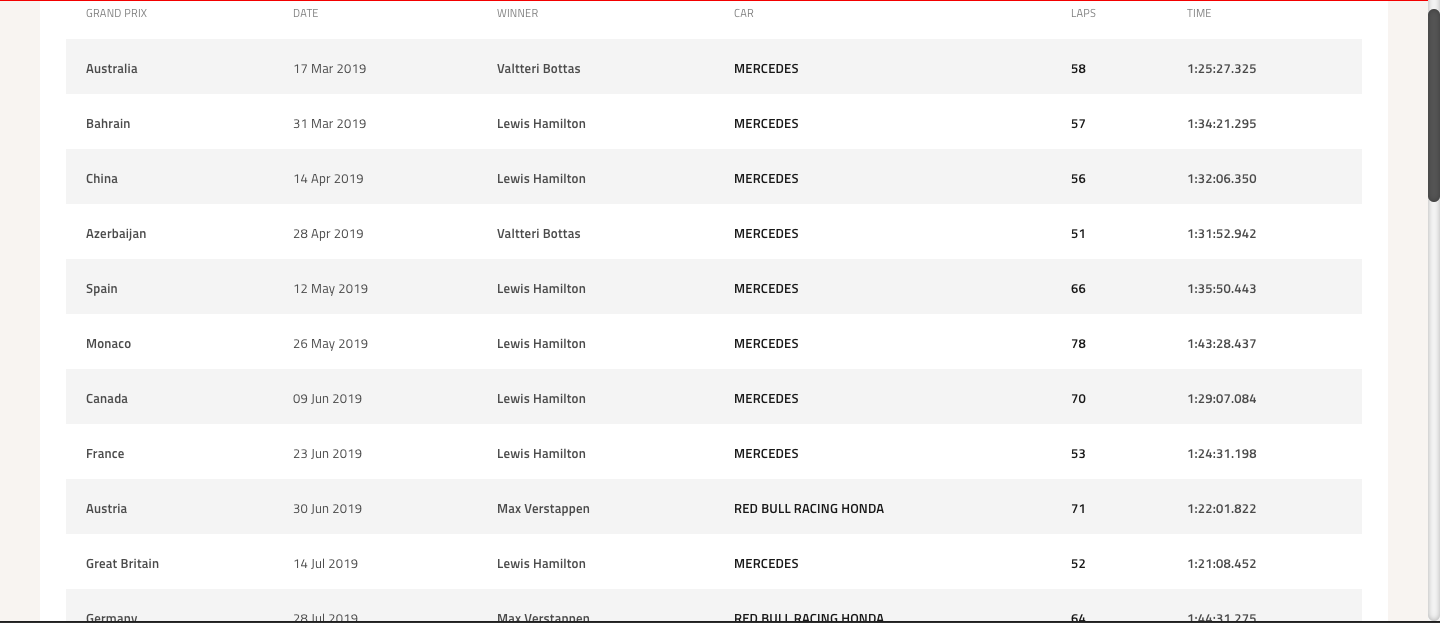 GRAND PRIX DATE WINNER CAR LAPS TIME
Australia 17 Mar 2019 Valtteri Bottas MERCEDES 58 1:25:27.325
Bahrain 31 Mar 2019 Lewis Hamilton MERCEDES 57 1:34:21.295
China 14 Apr 2019 Lewis Hamilton MERCEDES 56 1:32:06.350
Azerbaijan 28 Apr 2019 Valtteri Bottas MERCEDES 51 1:31:52.942
Spain 12 May 2019 Lewis Hamilton MERCEDES 66 1:35:50.443
Monaco 26 May 2019 Lewis Hamilton MERCEDES 78 1:43:28.437
Canada 09 Jun 2019 Lewis Hamilton MERCEDES 70 1:29:07.084
France 23 Jun 2019 Lewis Hamilton MERCEDES 53 1:24:31.198
Austria 30 Jun 2019 Max Verstappen RED BULL RACING HONDA 71 1:22:01.822
Great Britain 14 Jul 2019 Lewis Hamilton MERCEDES 52 1:21:08.452
Germany 28 Jul 2019 Max Verstappen RED BULL RACING HONDA 64 1:44:31.275